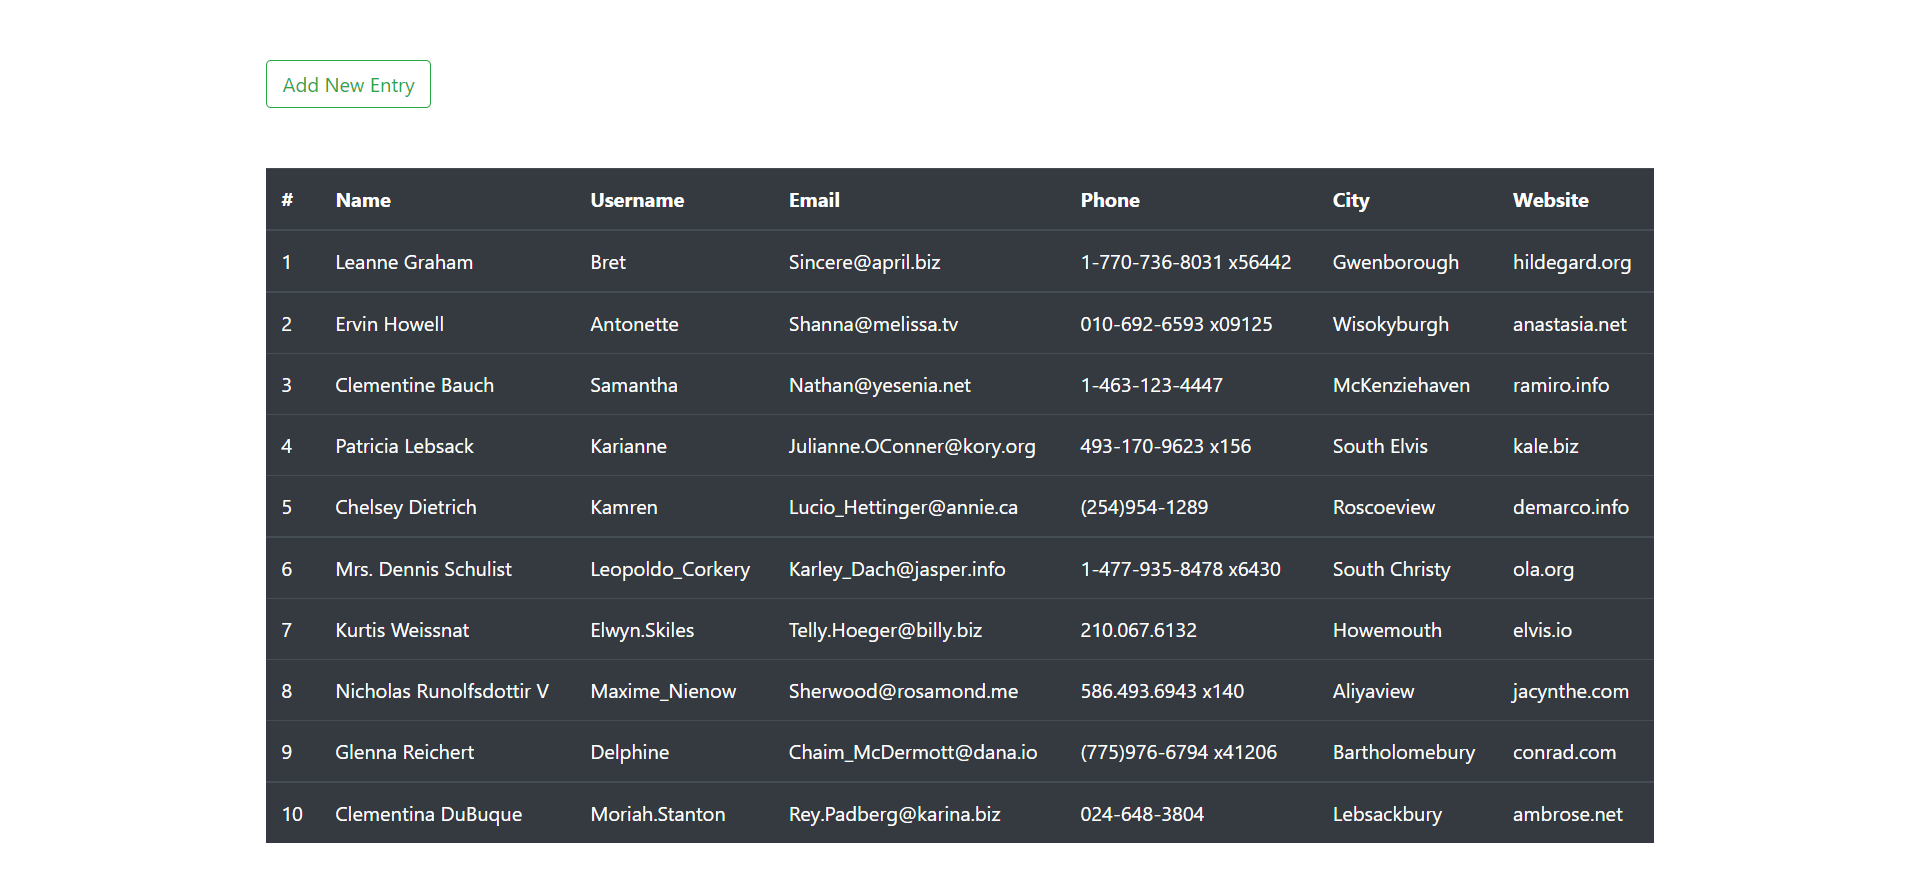 Add New Entry
# Name Username Email Phone City Website
1 Leanne Graham Bret Sincere@april.biz 1-770-736-8031 x56442 Gwenborough hildegard.org
2 Ervin Howell Antonette Shanna@melissa.tv 010-692-6593 x09125 Wisokyburgh anastasia.net
3 Clementine Bauch Samantha Nathan@yesenia.net 1-463-123-4447 McKenziehaven ramiro.info
4 Patricia Lebsack Karianne Julianne.OConner@kory.org 493-170-9623 x156 South Elvis kale.biz
5 Chelsey Dietrich Kamren Lucio_Hettinger@annie.ca (254)954-1289 Roscoeview demarco.info
6 Mrs. Dennis Schulist Leopoldo_Corkery Karley_Dach@jasper.info 1-477-935-8478 x6430 South Christy ola.org
7 Kurtis Weissnat Elwyn.Skiles Telly.Hoeger@billy.biz 210.067.6132 Howemouth elvis.io
8 Nicholas Runolfsdottir V Maxime_Nienow Sherwood@rosamond.me 586.493.6943 x140 Aliyaview jacynthe.com
9 Glenna Reichert Delphine Chaim_McDermott@dana.io (775)976-6794 x41206 Bartholomebury conrad.com
10 Clementina DuBuque Moriah.Stanton Rey.Padberg@karina.biz 024-648-3804 Lebsackbury ambrose.net